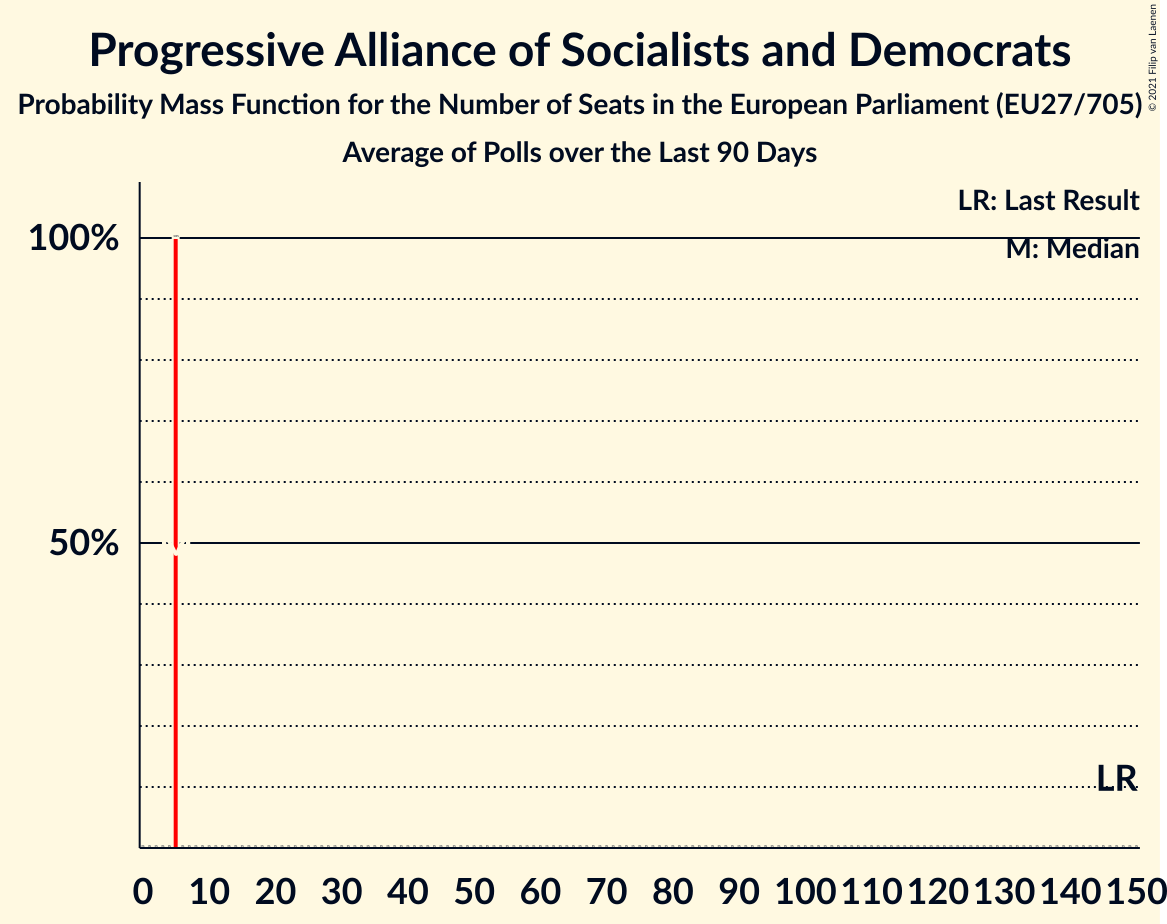 Progressive Alliance of Socialists and Democrats
Probability Mass Function for the Number of Seats in the European Parliament (EU27/705)
Average of Polls over the Last 90 Days
© 2021 Filip van Laenen
LR: Last Result
M: Median
100%
50%
LR
0 10 20 30 40 50 60 70 80 90 100 110 120 130 140 150